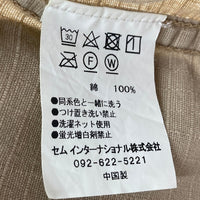 30
F W
綿 100%
●同系色と一緒に洗う
●つけ置き洗い禁止
●洗濯ネット使用
●蛍光増白剤禁止
セム インターナショナル株式会社
092-622-5221
中国製